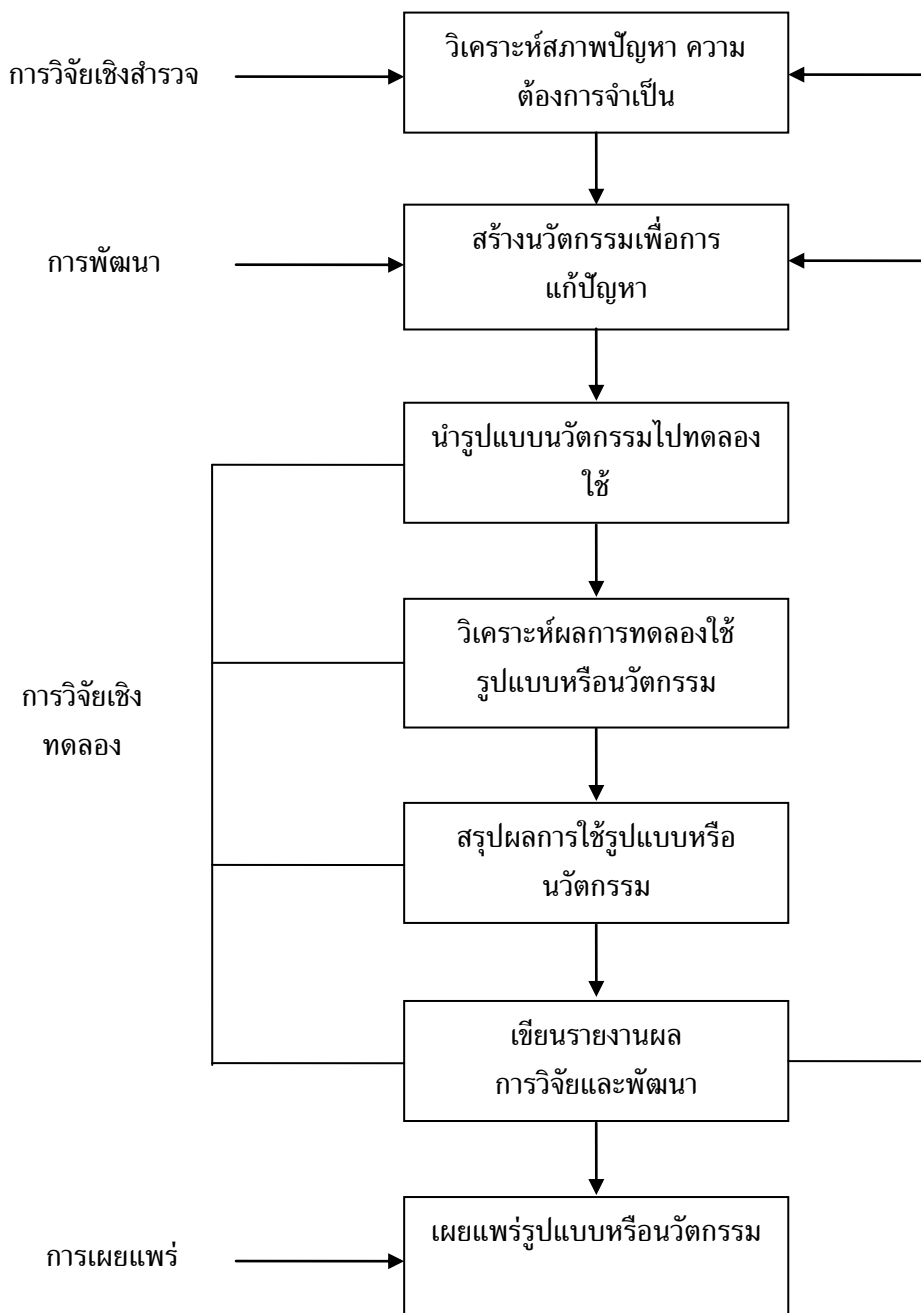 วิเคราะห์สภาพปัญหา ความ
ต้องการจำเป็น
การวิจัยเชิงสำรวจ
สร้างนวัตกรรมเพื่อการ
แก้ปัญหา
การพัฒนา
นำรูปแบบนวัตกรรมไปทดลอง
ใช้
วิเคราะห์ผลการทดลองใช้
รูปแบบหรือนวัตกรรม
การวิจัยเชิง
ทดลอง
สรุปผลการใช้รูปแบบหรือ
นวัตกรรม
เขียนรายงานผล
การวิจัยและพัฒนา
เผยแพร่รูปแบบหรือนวัตกรรม
การเผยแพร่